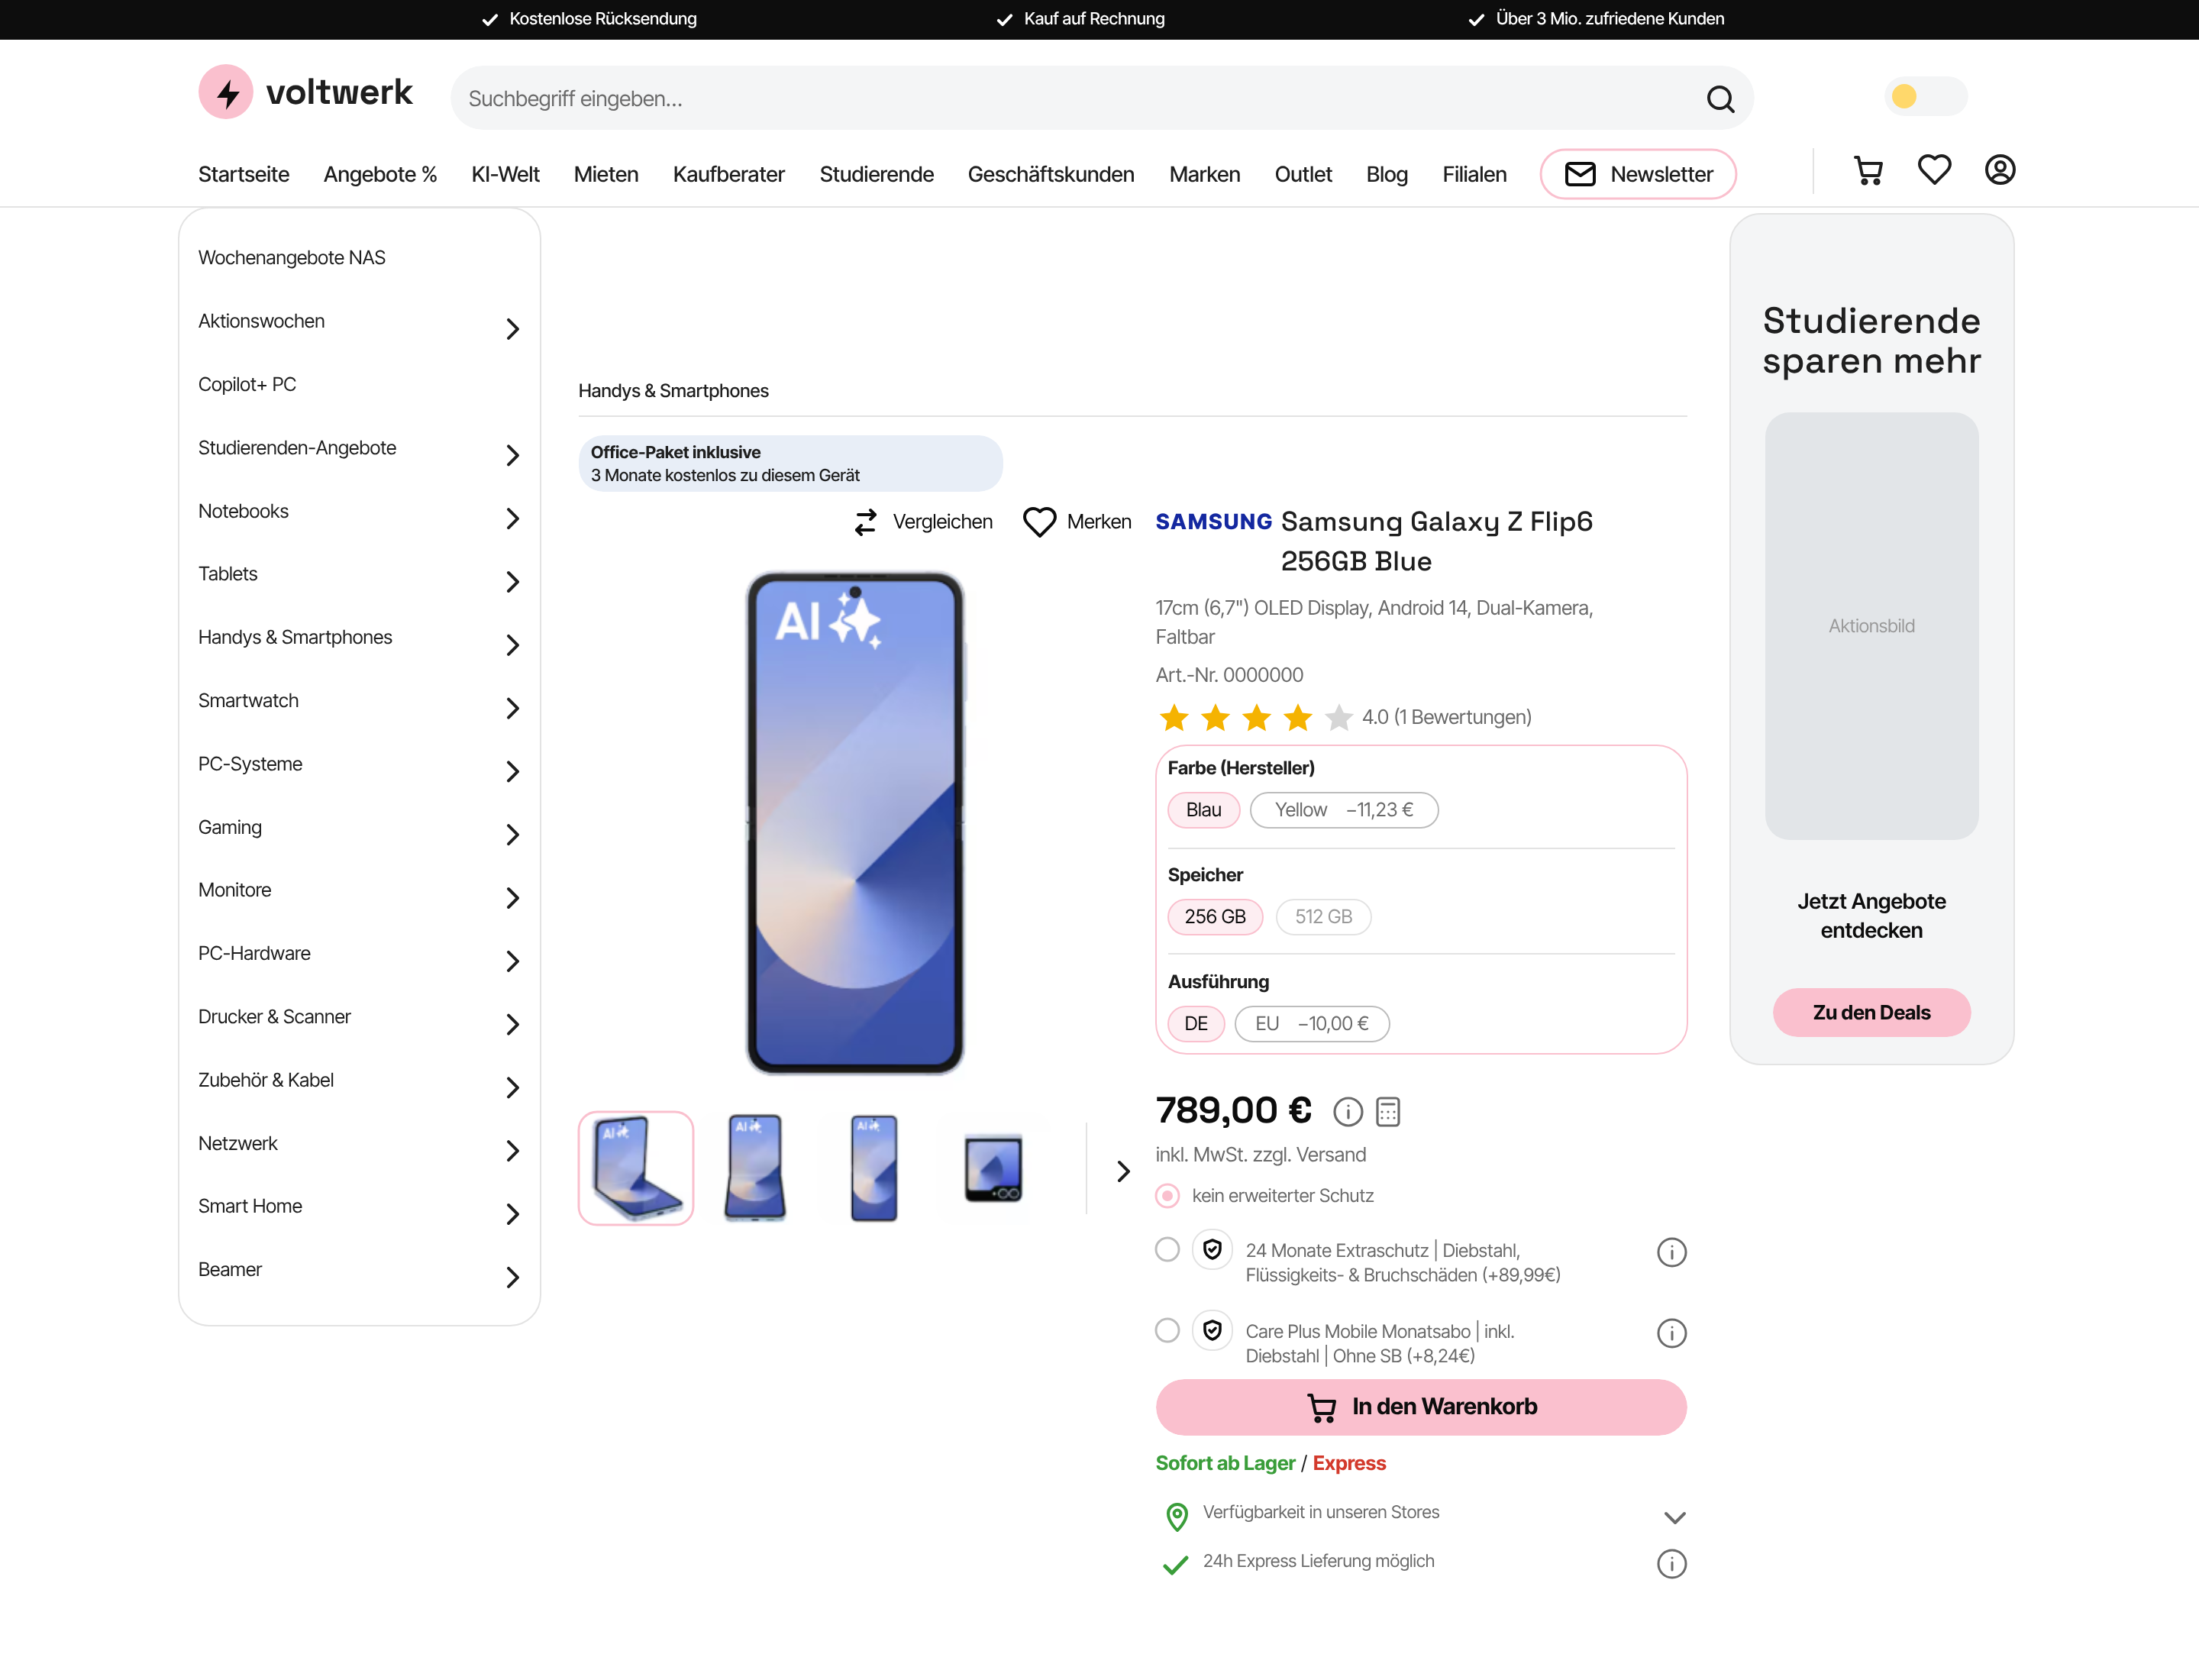 Kostenlose Rücksendung
Kauf auf Rechnung
Über 3 Mio. zufriedene Kunden
voltwerk
Suchbegriff eingeben...
Startseite
Angebote %
KI-Welt
Mieten
Kaufberater
Studierende
Geschäftskunden
Marken
Outlet
Blog
Filialen
Newsletter
Wochenangebote NAS
Aktionswochen
Copilot+ PC
Studierenden-Angebote
Notebooks
Tablets
Handys & Smartphones
Smartwatch
PC-Systeme
Gaming
Monitore
PC-Hardware
Drucker & Scanner
Zubehör & Kabel
Netzwerk
Smart Home
Beamer
Handys & Smartphones
Office-Paket inklusive
3 Monate kostenlos zu diesem Gerät
Vergleichen
Merken
AI
AI
AI
AI
SAMSUNG
Samsung Galaxy Z Flip6
256GB Blue
17cm (6,7") OLED Display, Android 14, Dual-Kamera,
Faltbar
Art.-Nr. 0000000
4.0 (1 Bewertungen)
Farbe (Hersteller)
Blau
Yellow −11,23 €
Speicher
256 GB
512 GB
Ausführung
DE
EU −10,00 €
789,00 €
inkl. MwSt. zzgl. Versand
kein erweiterter Schutz
24 Monate Extraschutz | Diebstahl,
Flüssigkeits- & Bruchschäden (+89,99€)
Care Plus Mobile Monatsabo | inkl.
Diebstahl | Ohne SB (+8,24€)
In den Warenkorb
Sofort ab Lager / Express
Verfügbarkeit in unseren Stores
24h Express Lieferung möglich
Studierende
sparen mehr
Aktionsbild
Jetzt Angebote
entdecken
Zu den Deals